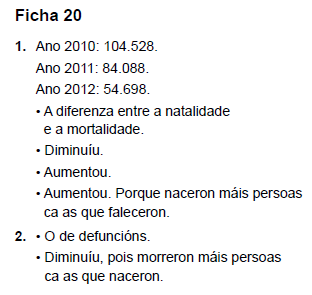 Ficha 20
1. Ano 2010: 104.528.
Ano 2011: 84.088.
Ano 2012: 54.698.
• A diferenza entre a natalidade
e a mortalidade.
• Diminuíu.
• Aumentou.
• Aumentou. Porque naceron máis persoas
ca as que faleceron.
2. • O de defuncións.
• Diminuíu, pois morreron máis persoas
ca as que naceron.